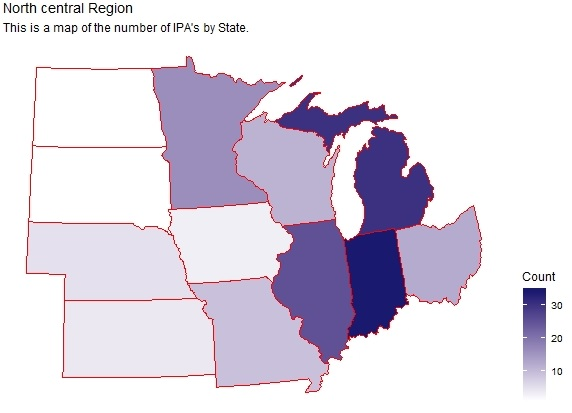 North central Region
This is a map of the number of IPA's by State.
Count
30
20
10